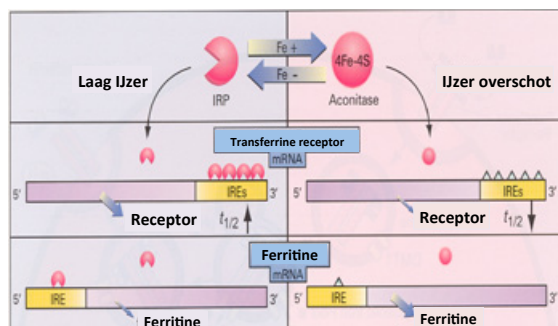 Laag IJzer
Fe +
Fe –
IRP
4Fe-4S
Aconitase
IJzer overschot
Transferrine receptor
mRNA
5'
IREs
3'
Receptor
t1/2
5'
IREs
3'
Receptor
t1/2
Ferritine
mRNA
5'
IRE
3'
Ferritine
5'
IRE
3'
Ferritine